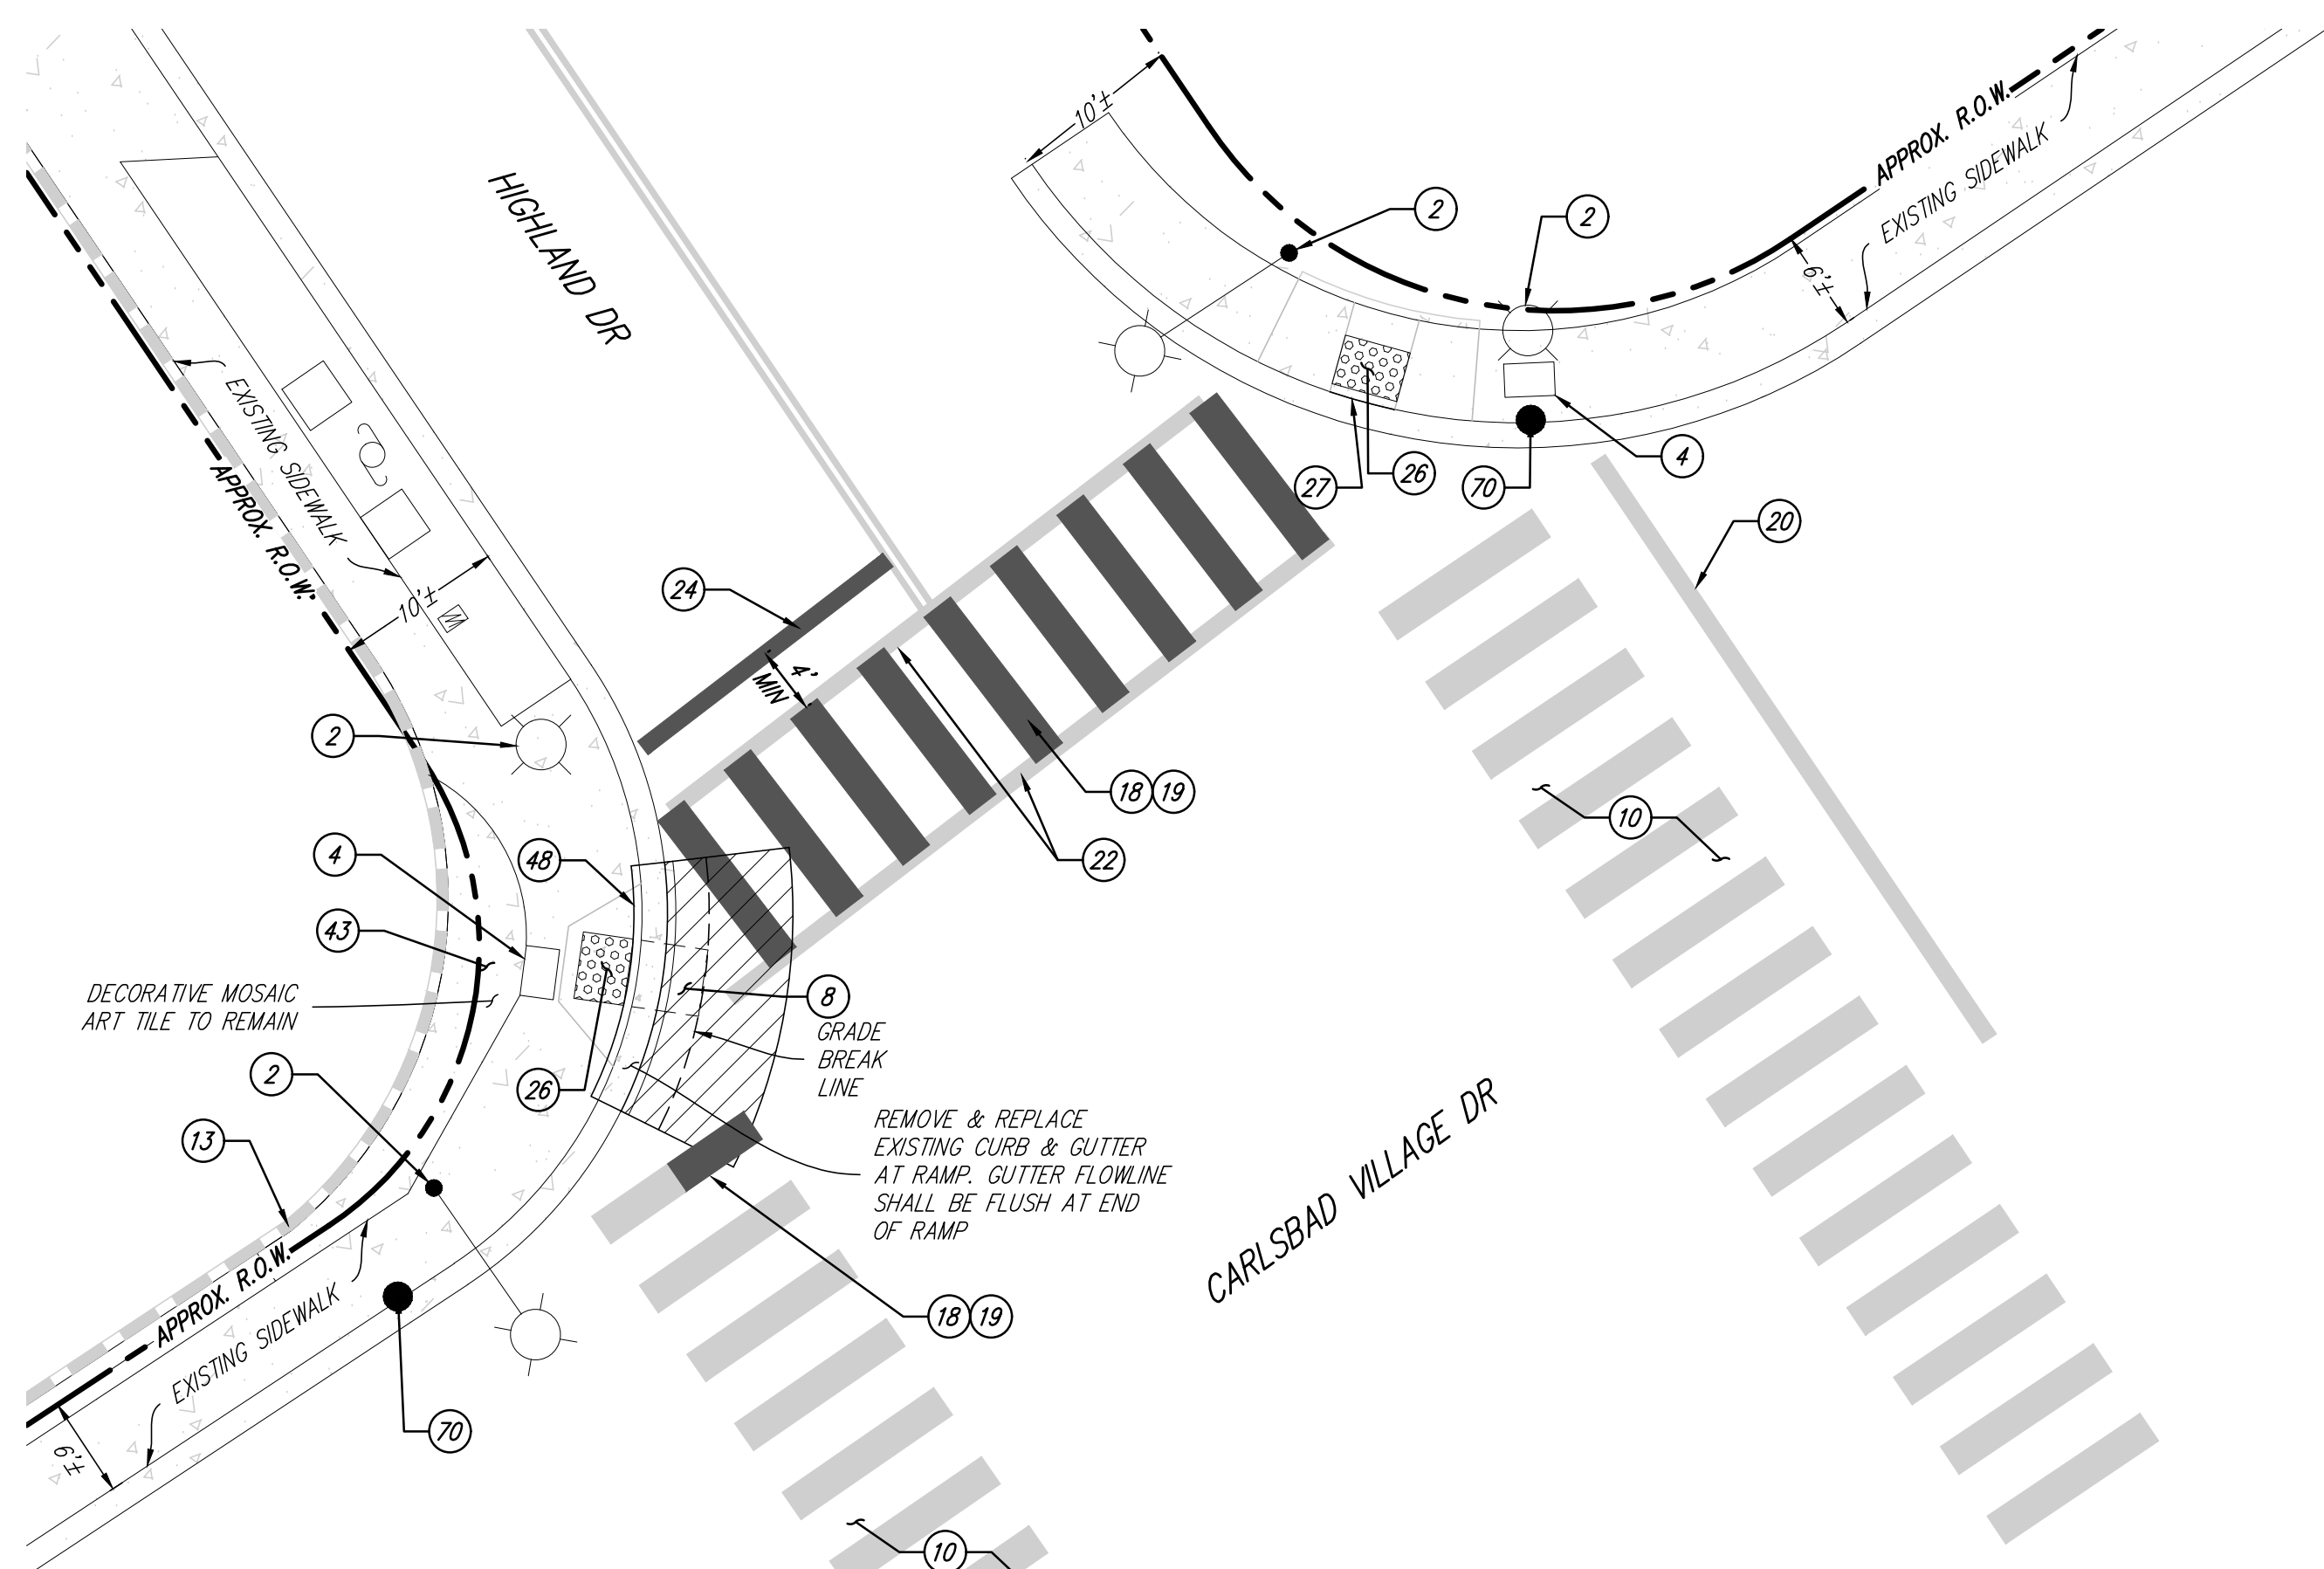 10'±
APPROX. R.O.W.
EXISTING SIDEWALK
6'±
2
2
4
27
26
70
20
HIGHLAND DR
EXISTING SIDEWALK
APPROX. R.O.W.
10'±
M
24
4'
MIN
2
18 19
22
10
4
48
43
DECORATIVE MOSAIC
ART TILE TO REMAIN
8
GRADE
BREAK
LINE
26
2
13
REMOVE & REPLACE
EXISTING CURB & GUTTER
AT RAMP. GUTTER FLOWLINE
SHALL BE FLUSH AT END
OF RAMP
CARLSBAD VILLAGE DR
18 19
APPROX. R.O.W.
EXISTING SIDEWALK
6'±
70
10